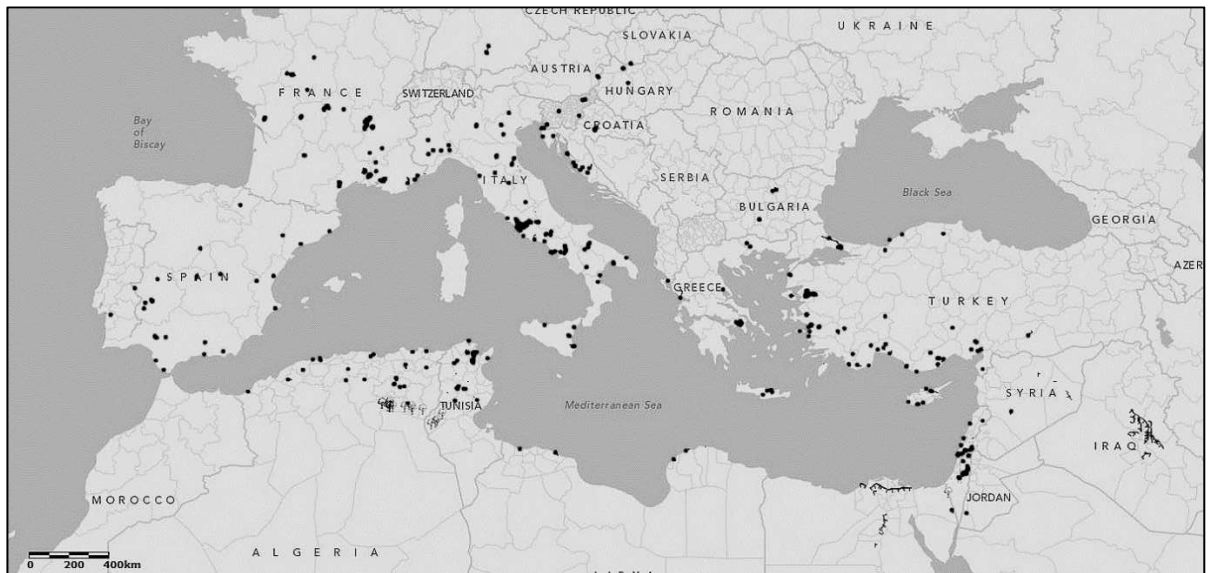 CZECH REPUBLIC
UKRAINE
SLOVAKIA
AUSTRIA
HUNGARY
FRANCE
SWITZERLAND
ROMANIA
Bay
of
Biscay
CROATIA
ITALY
SERBIA
Black Sea
BULGARIA
GEORGIA
AZER
SPAIN
GREECE
TURKEY
SYRIA
TUNISIA
Mediterranean Sea
IRAQ
MOROCCO
JORDAN
ALGERIA
0 200 400km